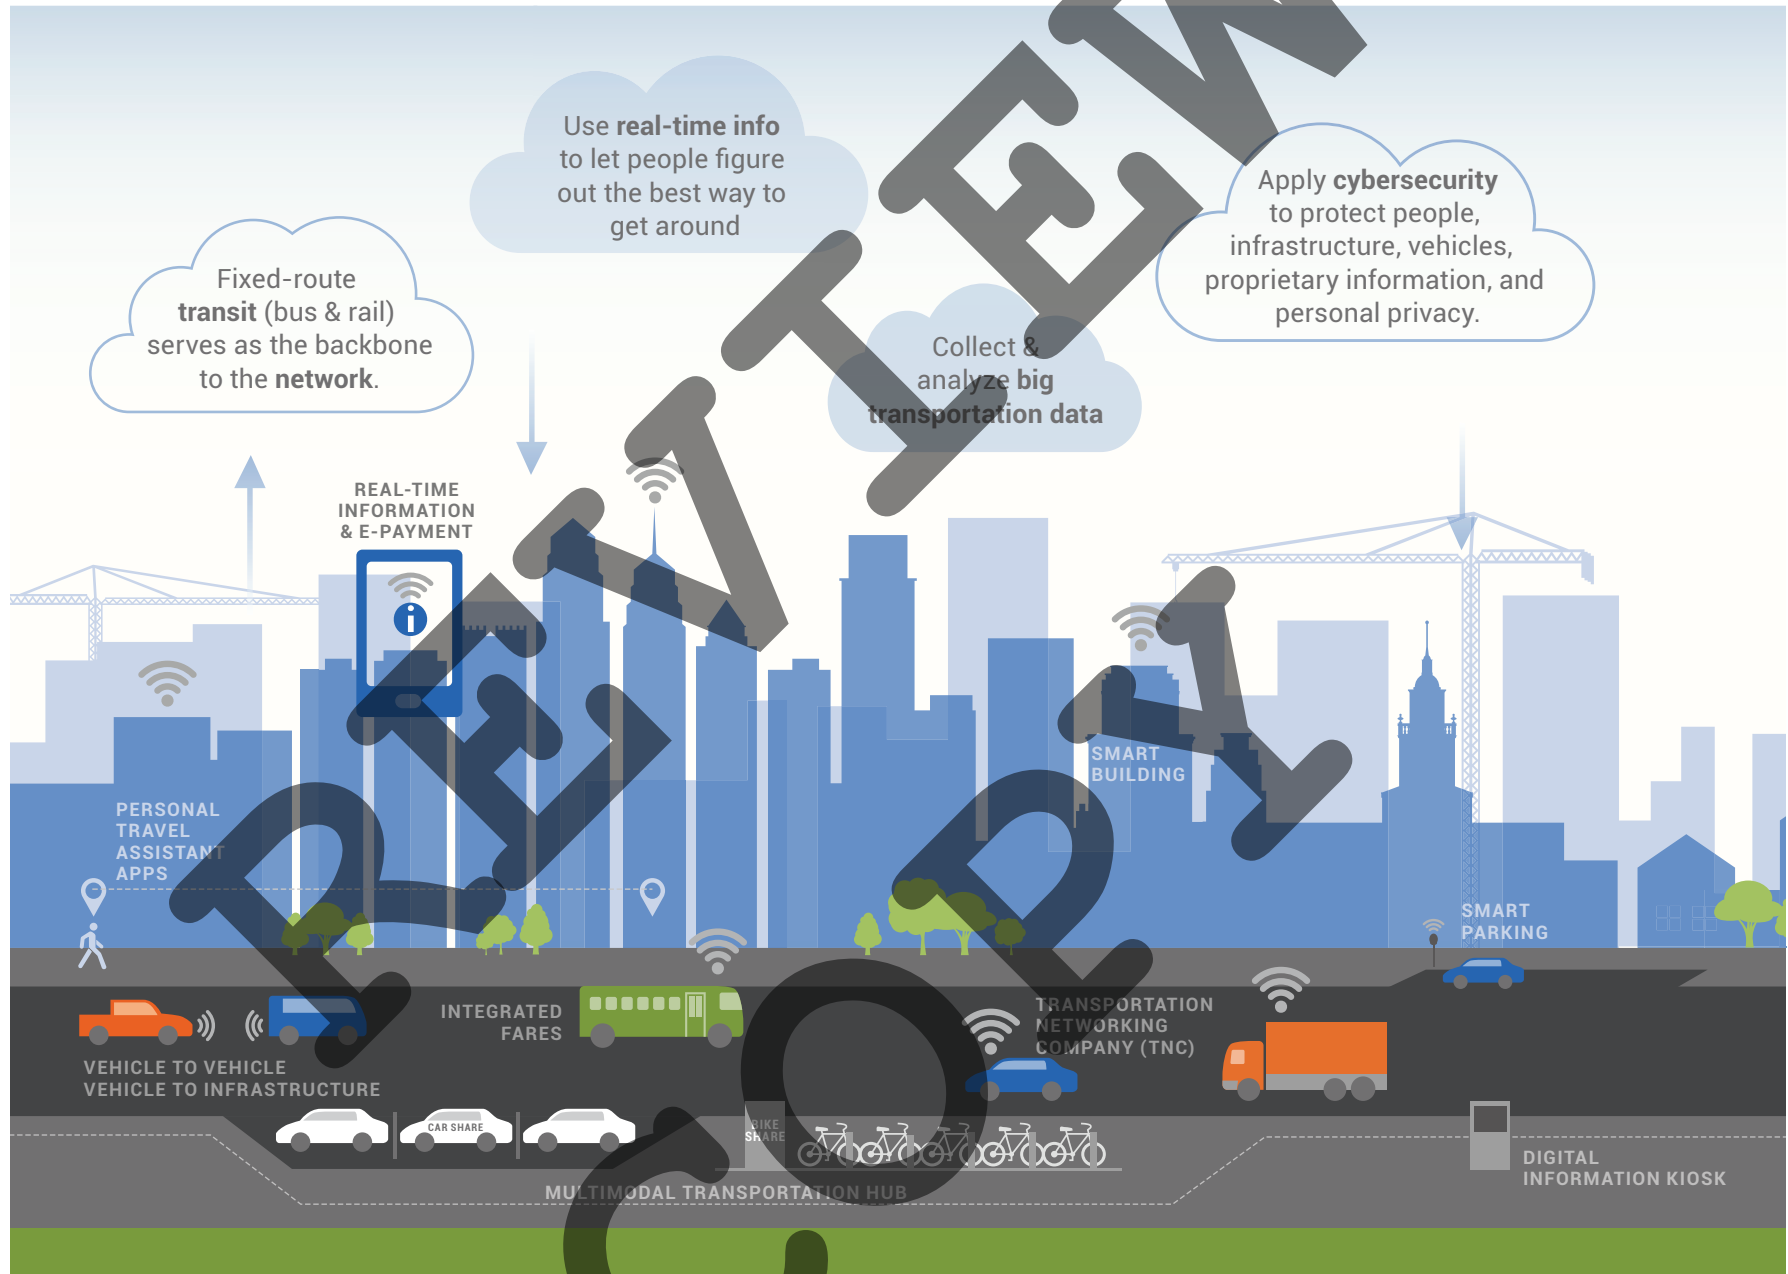 Use real-time info
to let people figure
out the best way to
get around
Apply cybersecurity
to protect people,
infrastructure, vehicles,
proprietary information, and
personal privacy.
Fixed-route
transit (bus & rail)
serves as the backbone
to the network.
Collect &
analyze big
transportation data
REAL-TIME
INFORMATION
& E-PAYMENT
SMART
BUILDING
PERSONAL
TRAVEL
ASSISTANT
APPS
SMART
PARKING
INTEGRATED
FARES
TRANSPORTATION
NETWORKING
COMPANY (TNC)
VEHICLE TO VEHICLE
VEHICLE TO INFRASTRUCTURE
CAR SHARE
BIKE
SHARE
MULTIMODAL TRANSPORTATION HUB
DIGITAL
INFORMATION KIOSK
REVIEW
COPY